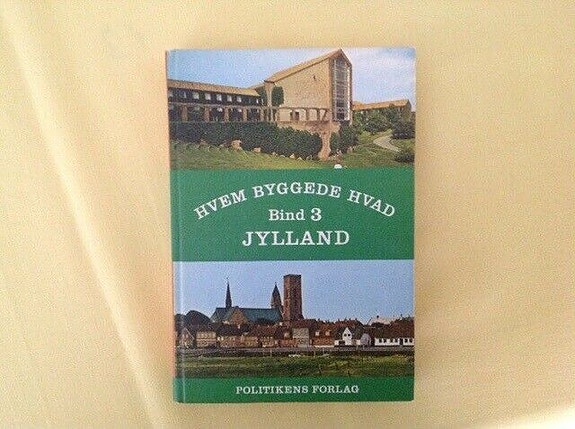 HVEM BYGGEDE HVAD
Bind 3
JYLLAND
POLITIKENS FORLAG